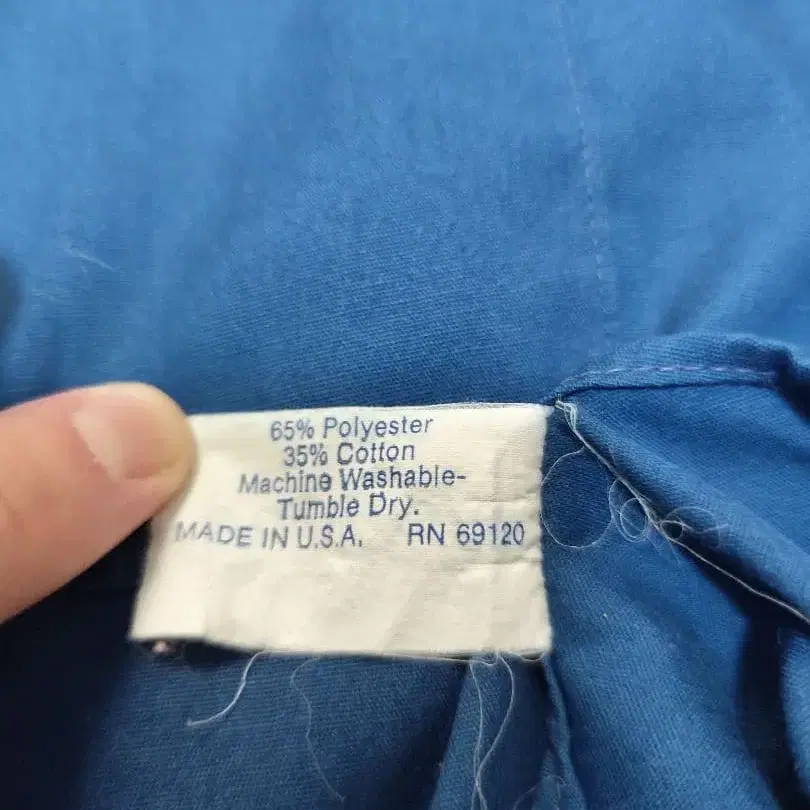 65% Polyester
35% Cotton
Machine Washable-
Tumble Dry.
MADE IN U.S.A. RN 69120